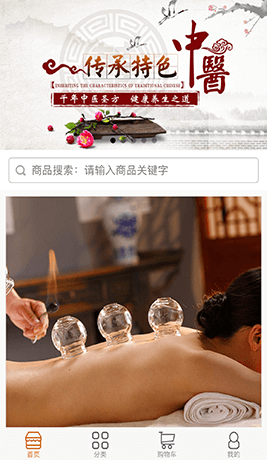 传承特色
中醫
INHERITING THE CHARACTERISTICS OF TRADITIONAL CHINESE
千年中医圣方 健康养生之道
商品搜索：请输入商品关键字
首页 分类 购物车 我的